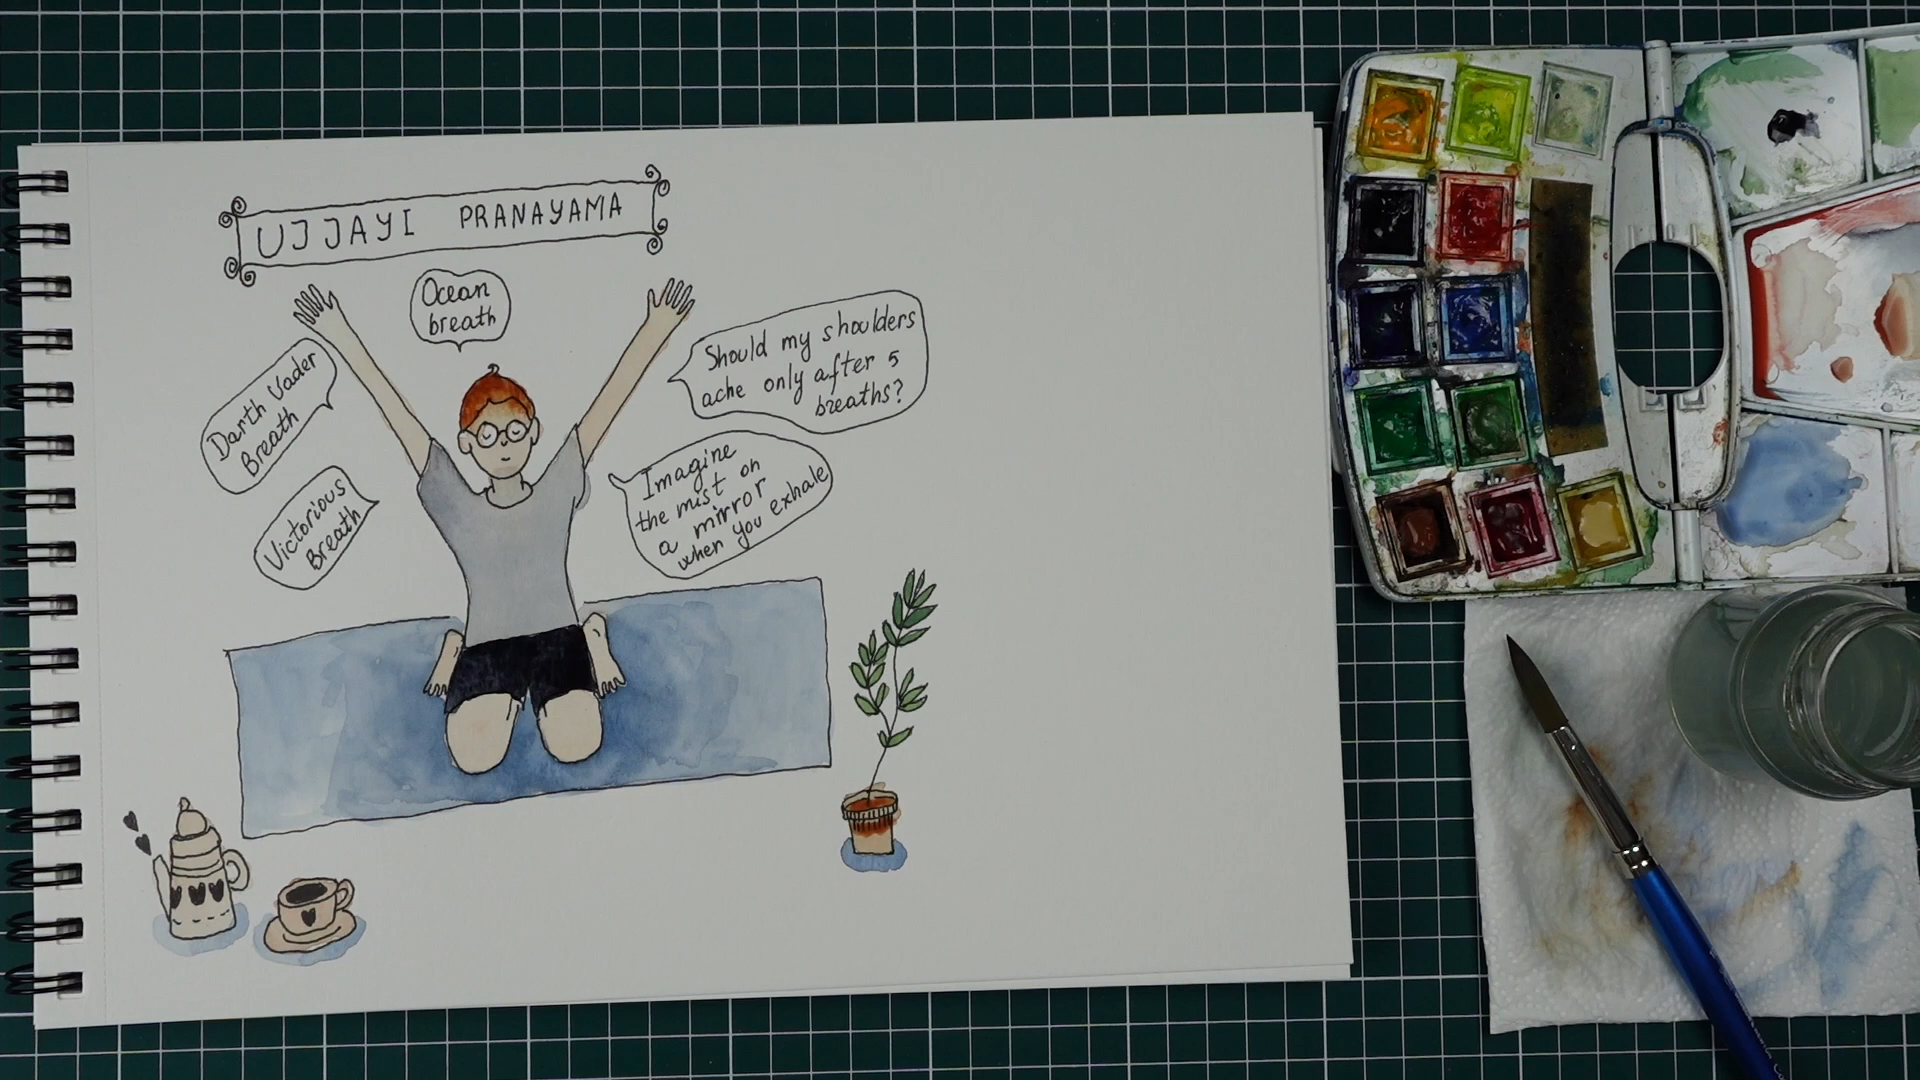 UJJAYI PRANAYAMA
Ocean
breath
Darth Vader
Breath
Victorious
Breath
Should my shoulders
ache only after 5
breaths?
Imagine
the mist on
a mirror
when you exhale